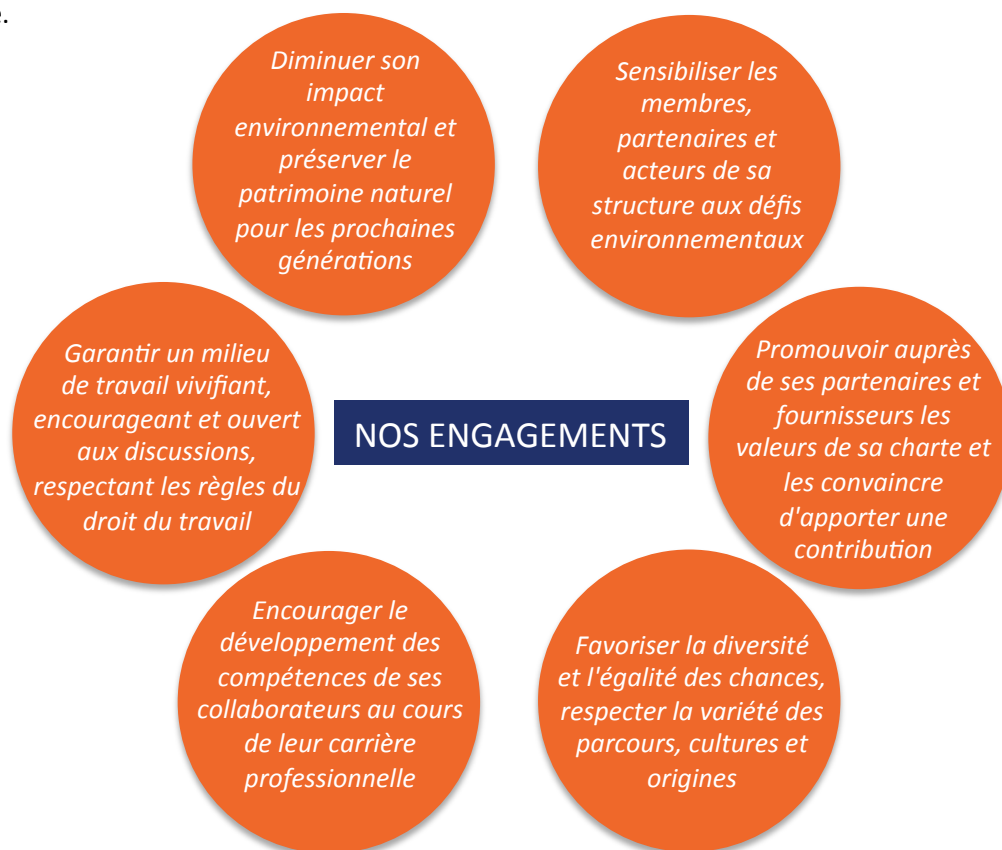 e.
Diminuer son
impact
environnemental et
préserver le
patrimoine naturel
pour les prochaines
générations
Sensibiliser les
membres,
partenaires et
acteurs de sa
structure aux défis
environnementaux
Garantir un milieu
de travail vivifiant,
encourageant et ouvert
aux discussions,
respectant les règles du
droit du travail
NOS ENGAGEMENTS
Promouvoir auprès
de ses partenaires et
fournisseurs les
valeurs de sa charte et
les convaincre
d'apporter une
contribution
Encourager le
développement des
compétences de ses
collaborateurs au cours
de leur carrière
professionnelle
Favoriser la diversité
et l'égalité des chances,
respecter la variété des
parcours, cultures et
origines